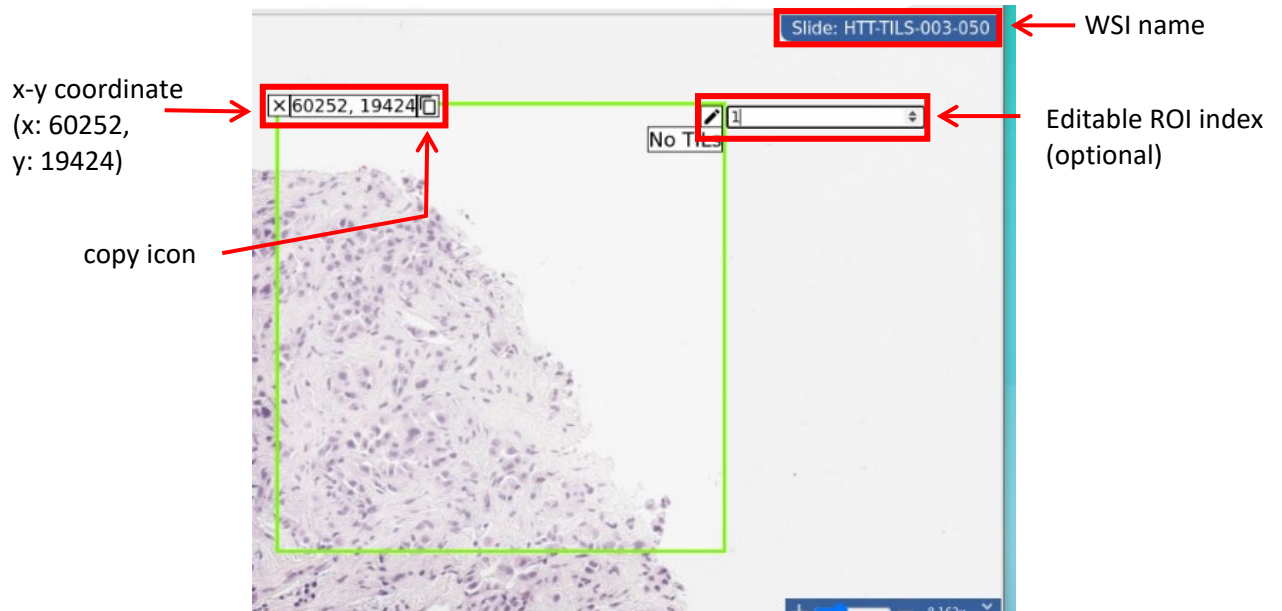 Slide: HTT-TILS-003-050
WSI name
x-y coordinate
(x: 60252,
y: 19424)
60252, 19424
1
Editable ROI index
(optional)
No TILs
copy icon